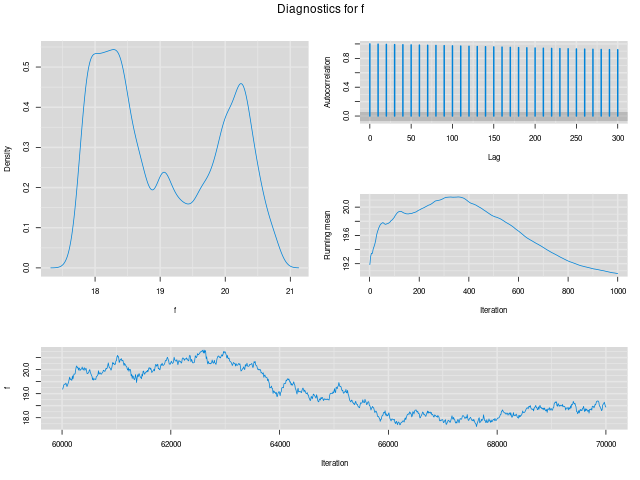 Diagnostics for f
Density
0.0 0.1 0.2 0.3 0.4 0.5
18 19 20 21
f
Autocorrelation
0.0 0.4 0.8
0 50 100 150 200 250 300
Lag
Running mean
19.2 19.6 20.0
0 200 400 600 800 1000
Iteration
f
18.0 19.0 20.0
60000 62000 64000 66000 68000 70000
Iteration